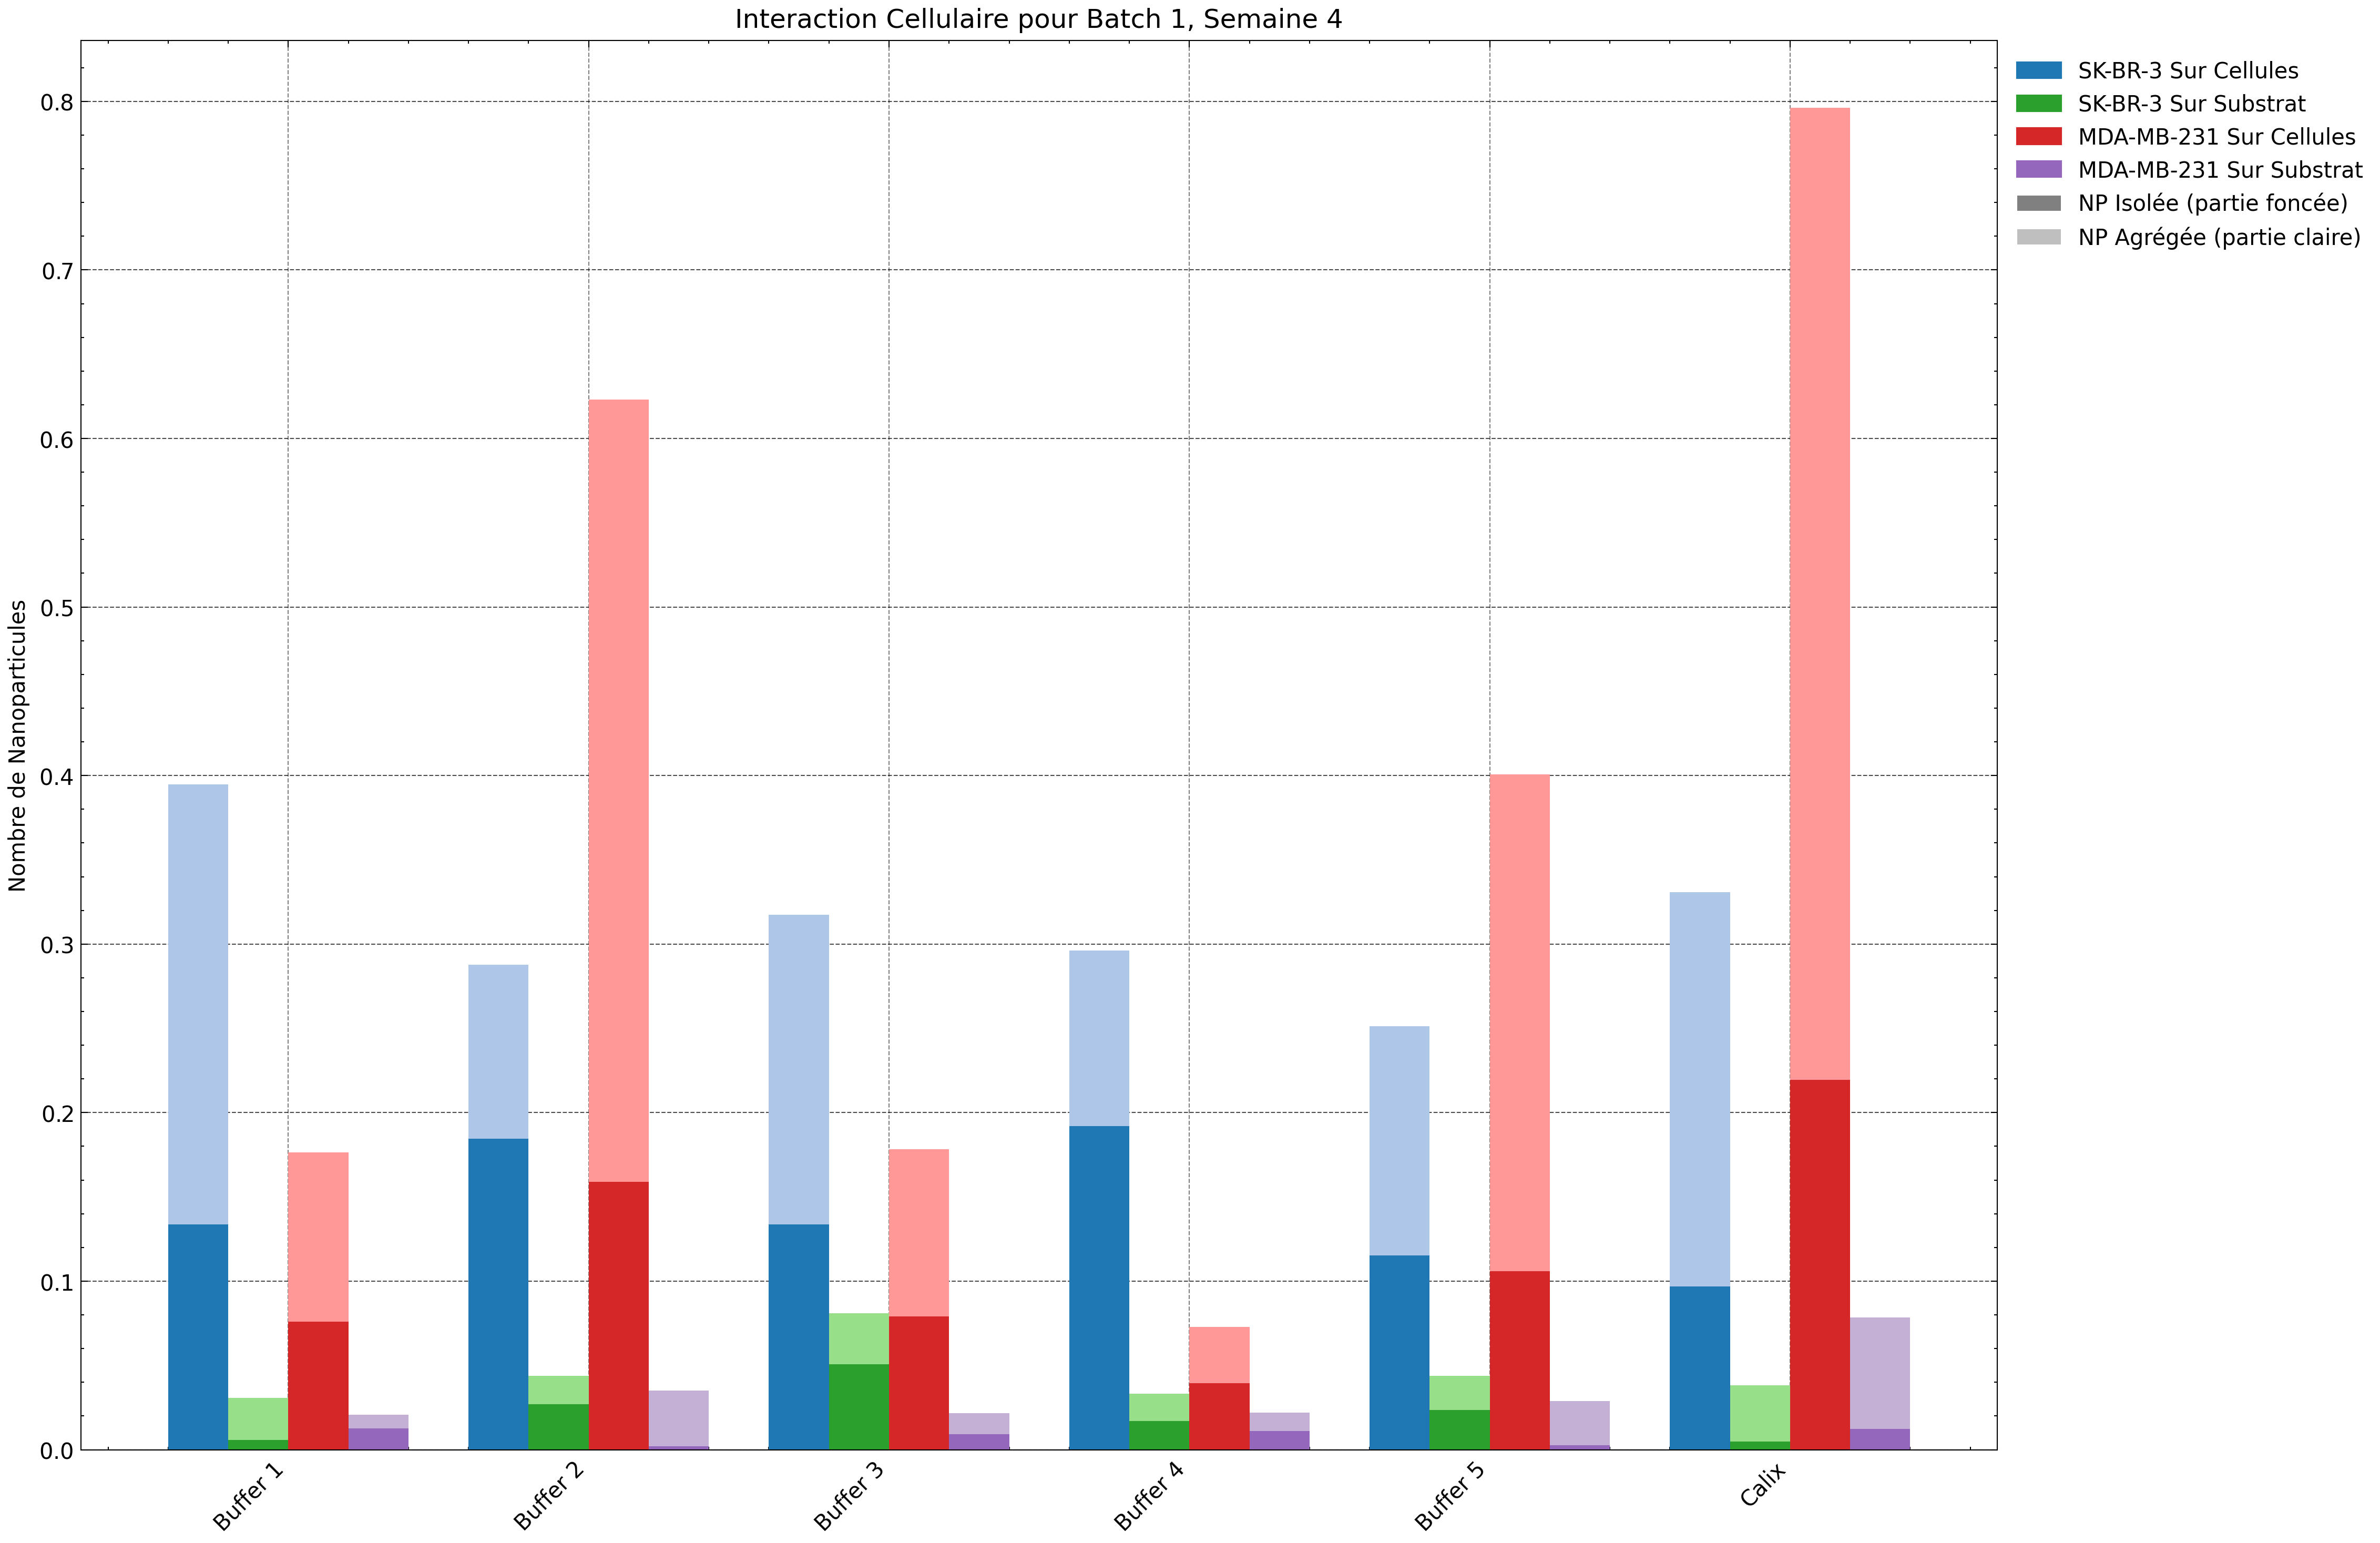 Interaction Cellulaire pour Batch 1, Semaine 4
SK-BR-3 Sur Cellules
SK-BR-3 Sur Substrat
MDA-MB-231 Sur Cellules
MDA-MB-231 Sur Substrat
NP Isolée (partie foncée)
NP Agrégée (partie claire)
Nombre de Nanoparticules
0.8
0.7
0.6
0.5
0.4
0.3
0.2
0.1
0.0
Buffer 1
Buffer 2
Buffer 3
Buffer 4
Buffer 5
Calix